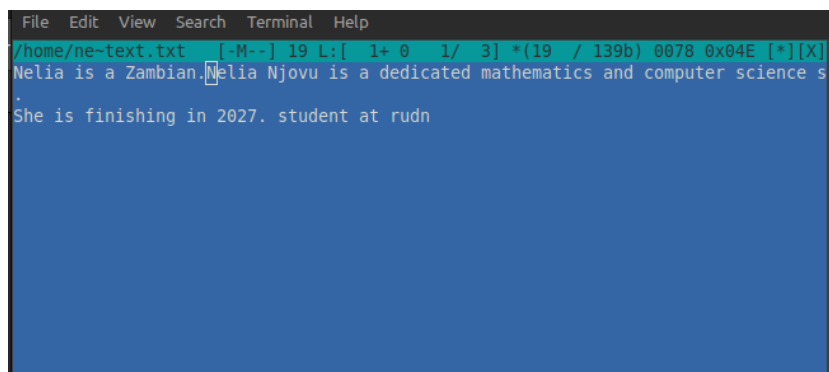 File Edit View Search Terminal Help
/home/ne~text.txt [-M--] 19 L:[ 1+ 0 1/ 3] *(19 / 139b) 0078 0x04E [*][X]
Nelia is a Zambian.Nelia Njovu is a dedicated mathematics and computer science s
.
She is finishing in 2027. student at rudn